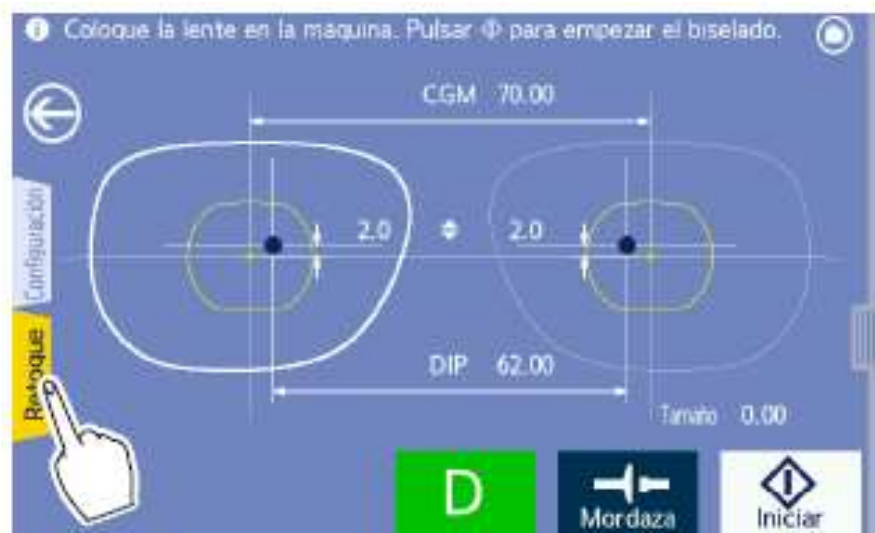 Coloque la lente en la máquina. Pulsar para empezar el biselado.
CGM 70.00
Configuración
2.0 2.0
Retoque
DIP 62.00
Tamaño 0.00
D
Mordaza
Iniciar